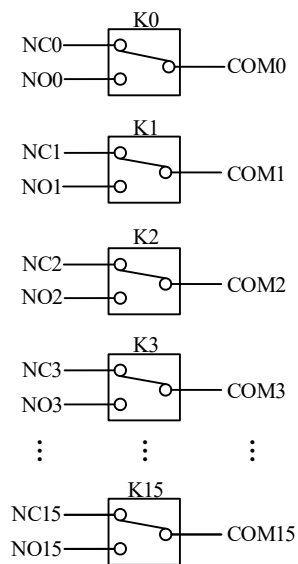 K0
NC0
NO0
COM0
K1
NC1
NO1
COM1
K2
NC2
NO2
COM2
K3
NC3
NO3
COM3
⋮ ⋮ ⋮
K15
NC15
NO15
COM15